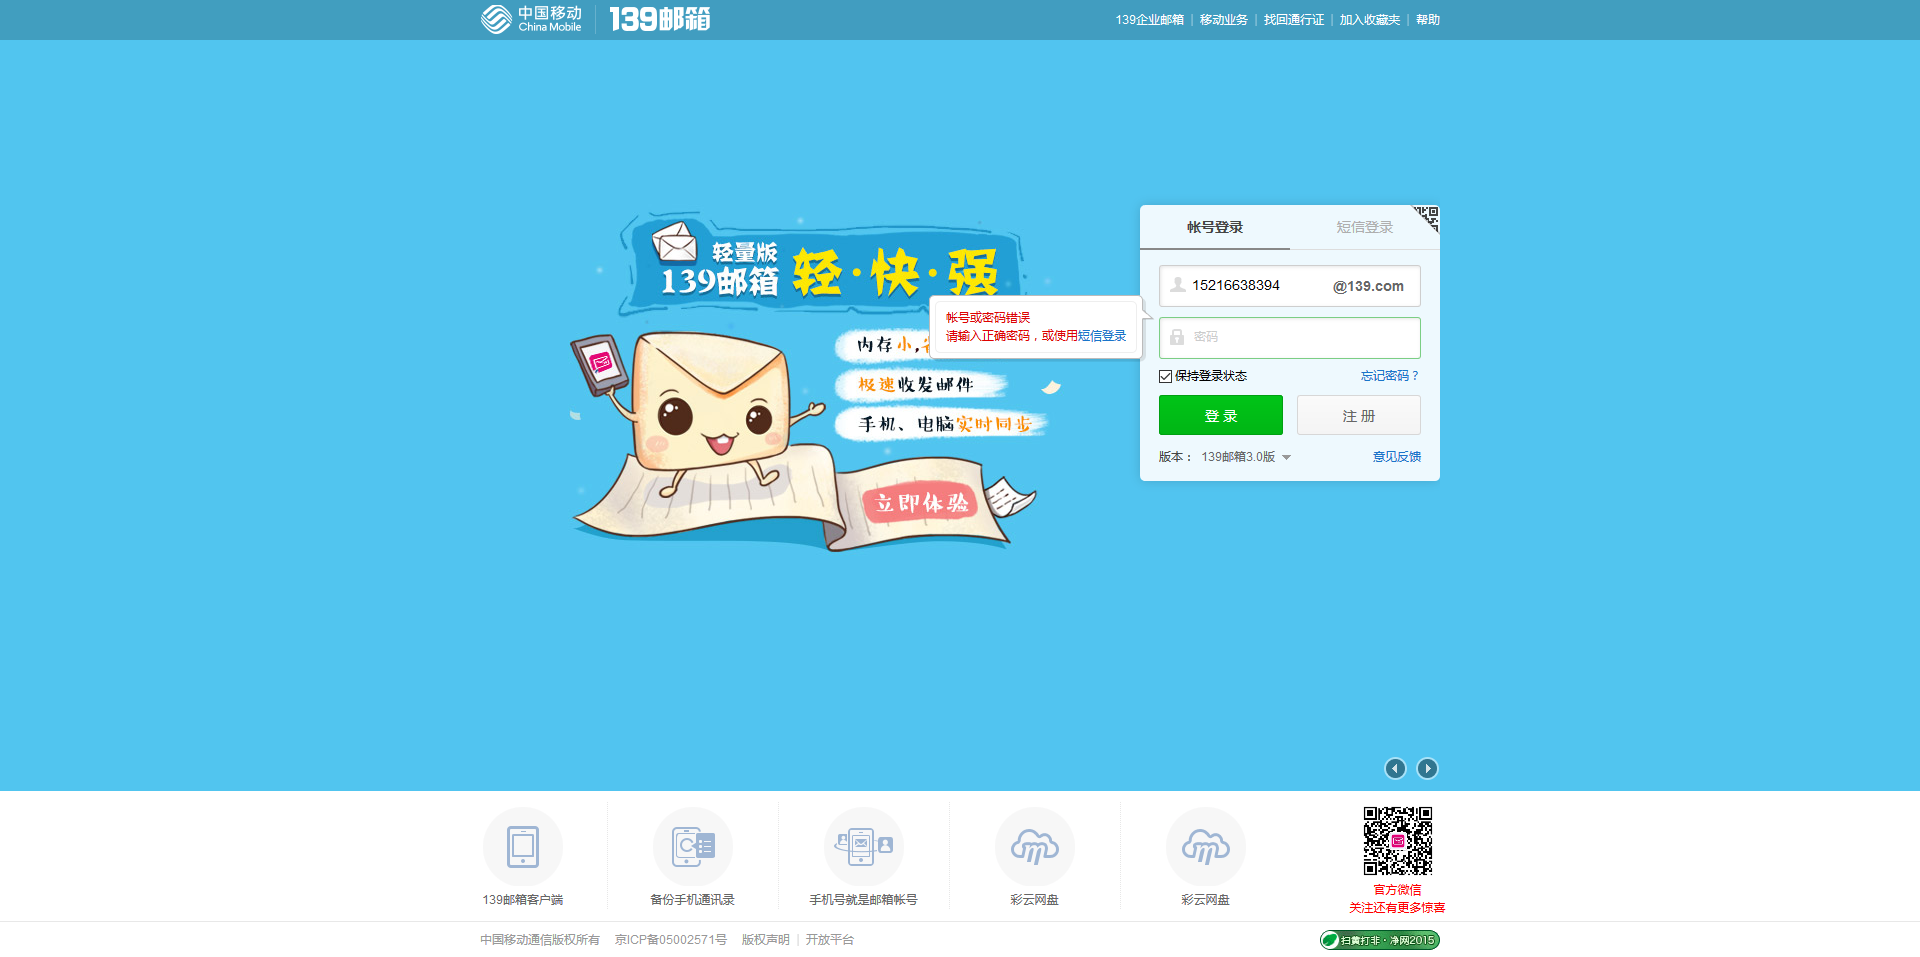 中国移动
China Mobile
139邮箱
139企业邮箱 | 移动业务 | 找回通行证 | 加入收藏夹 | 帮助
轻量版
139邮箱
轻·快·强
内存小,
极速收发邮件
手机、电脑实时同步
立即体验
帐号或密码错误
请输入正确密码，或使用短信登录
帐号登录
短信登录
15216638394
@139.com
密码
保持登录状态
忘记密码？
登 录
注 册
版本： 139邮箱3.0版
意见反馈
139邮箱客户端
备份手机通讯录
手机号就是邮箱帐号
彩云网盘
彩云网盘
官方微信
关注还有更多惊喜
中国移动通信版权所有 京ICP备05002571号 版权声明 | 开放平台
扫黄打非·净网2015